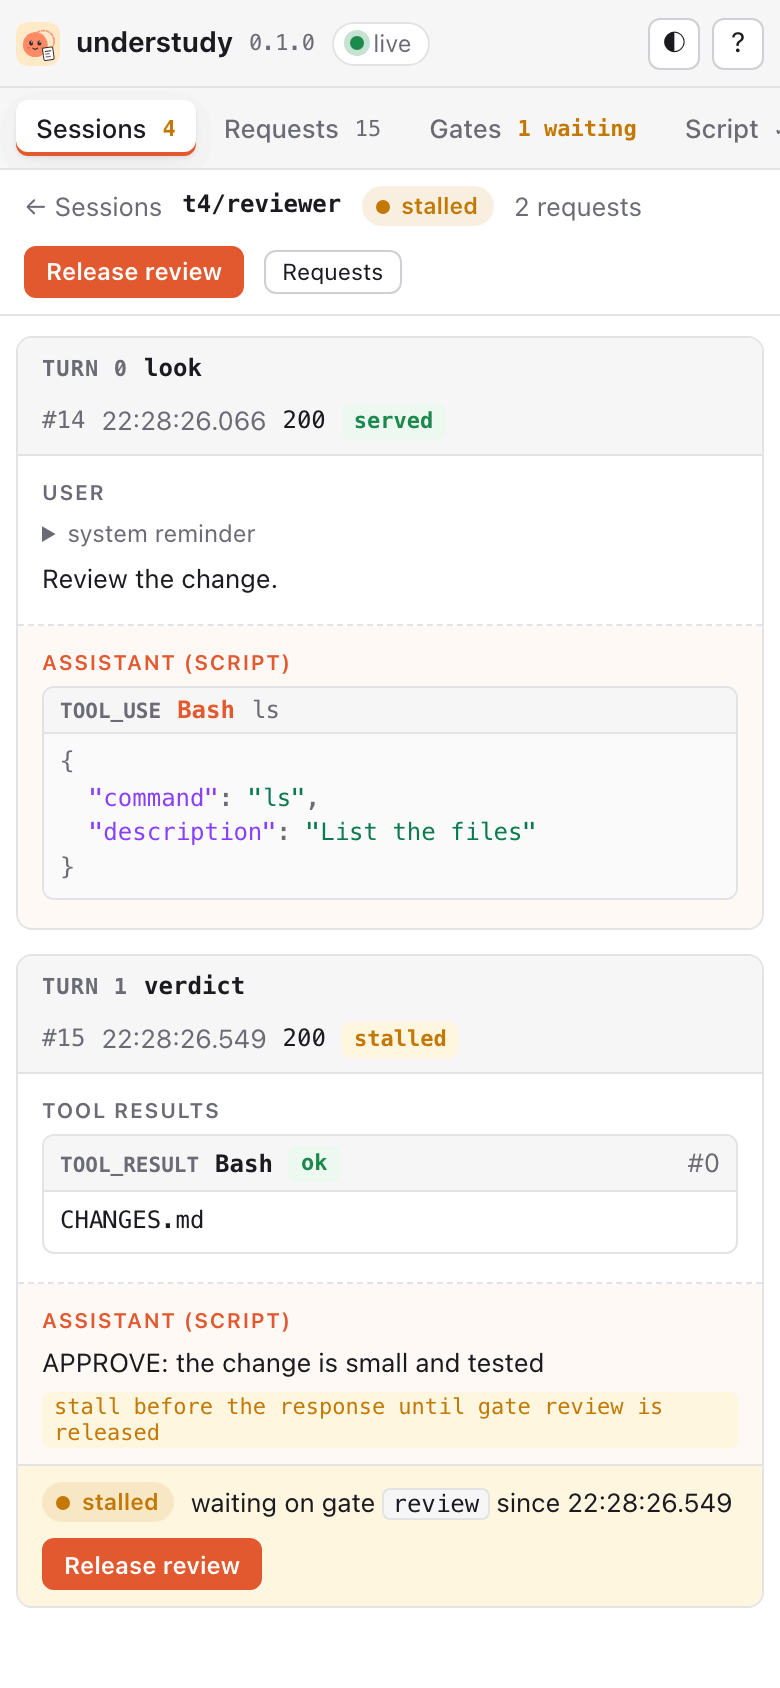 understudy 0.1.0 live ?
Sessions 4 Requests 15 Gates 1 waiting Script
← Sessions t4/reviewer stalled 2 requests
Release review Requests
TURN 0 look
#14 22:28:26.066 200 served
USER
system reminder
Review the change.
ASSISTANT (SCRIPT)
TOOL_USE Bash ls
{
"command": "ls",
"description": "List the files"
}
TURN 1 verdict
#15 22:28:26.549 200 stalled
TOOL RESULTS
TOOL_RESULT Bash ok #0
CHANGES.md
ASSISTANT (SCRIPT)
APPROVE: the change is small and tested
stall before the response until gate review is
released
stalled waiting on gate review since 22:28:26.549
Release review